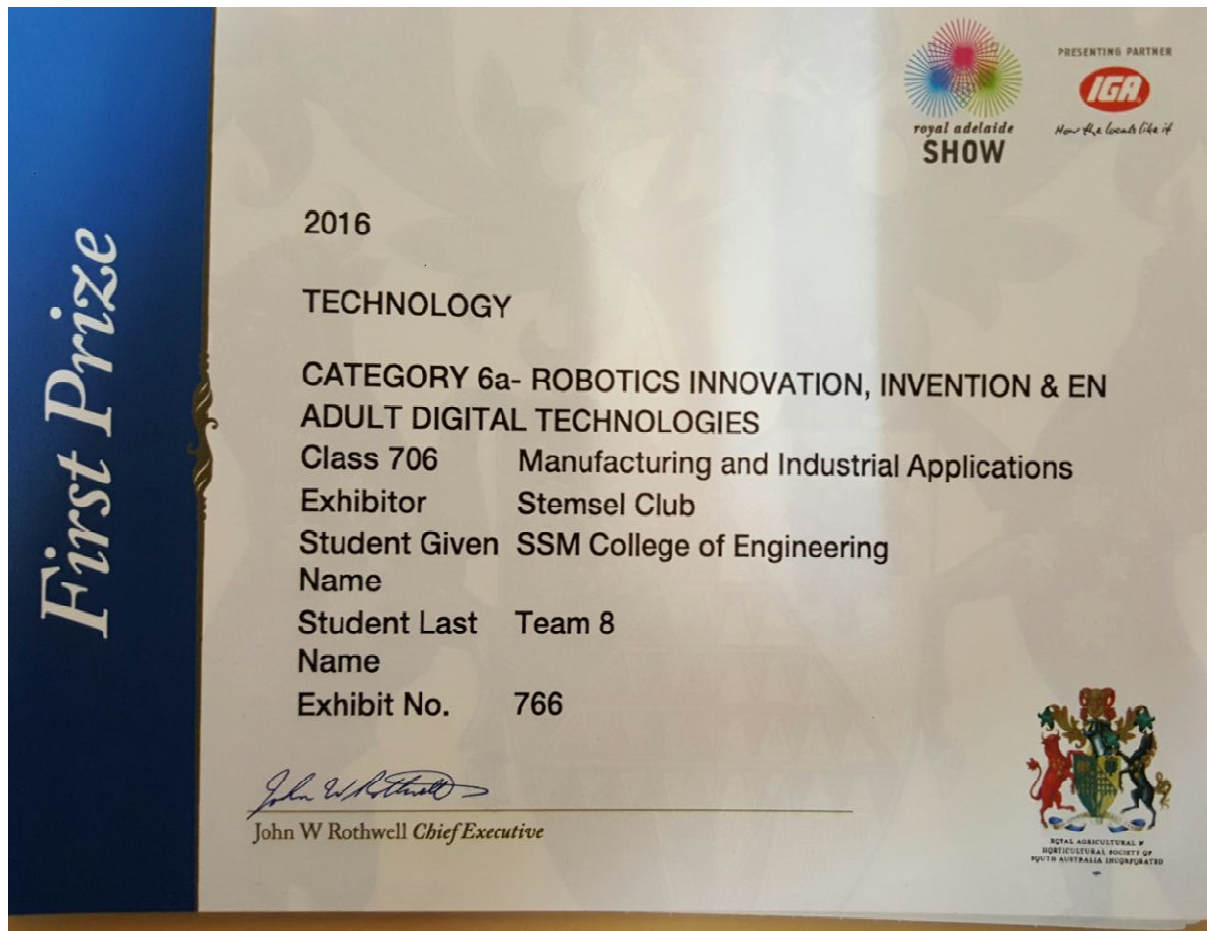 First Prize
royal adelaide
SHOW
PRESENTING PARTNER
IGA
How the locals like it
2016
TECHNOLOGY
CATEGORY 6a- ROBOTICS INNOVATION, INVENTION & EN
ADULT DIGITAL TECHNOLOGIES
Class 706 Manufacturing and Industrial Applications
Exhibitor Stemsel Club
Student Given SSM College of Engineering
Name
Student Last Team 8
Name
Exhibit No. 766
John W Rothwell
John W Rothwell Chief Executive
ROYAL AGRICULTURAL &
HORTICULTURAL SOCIETY OF
SOUTH AUSTRALIA INCORPORATED